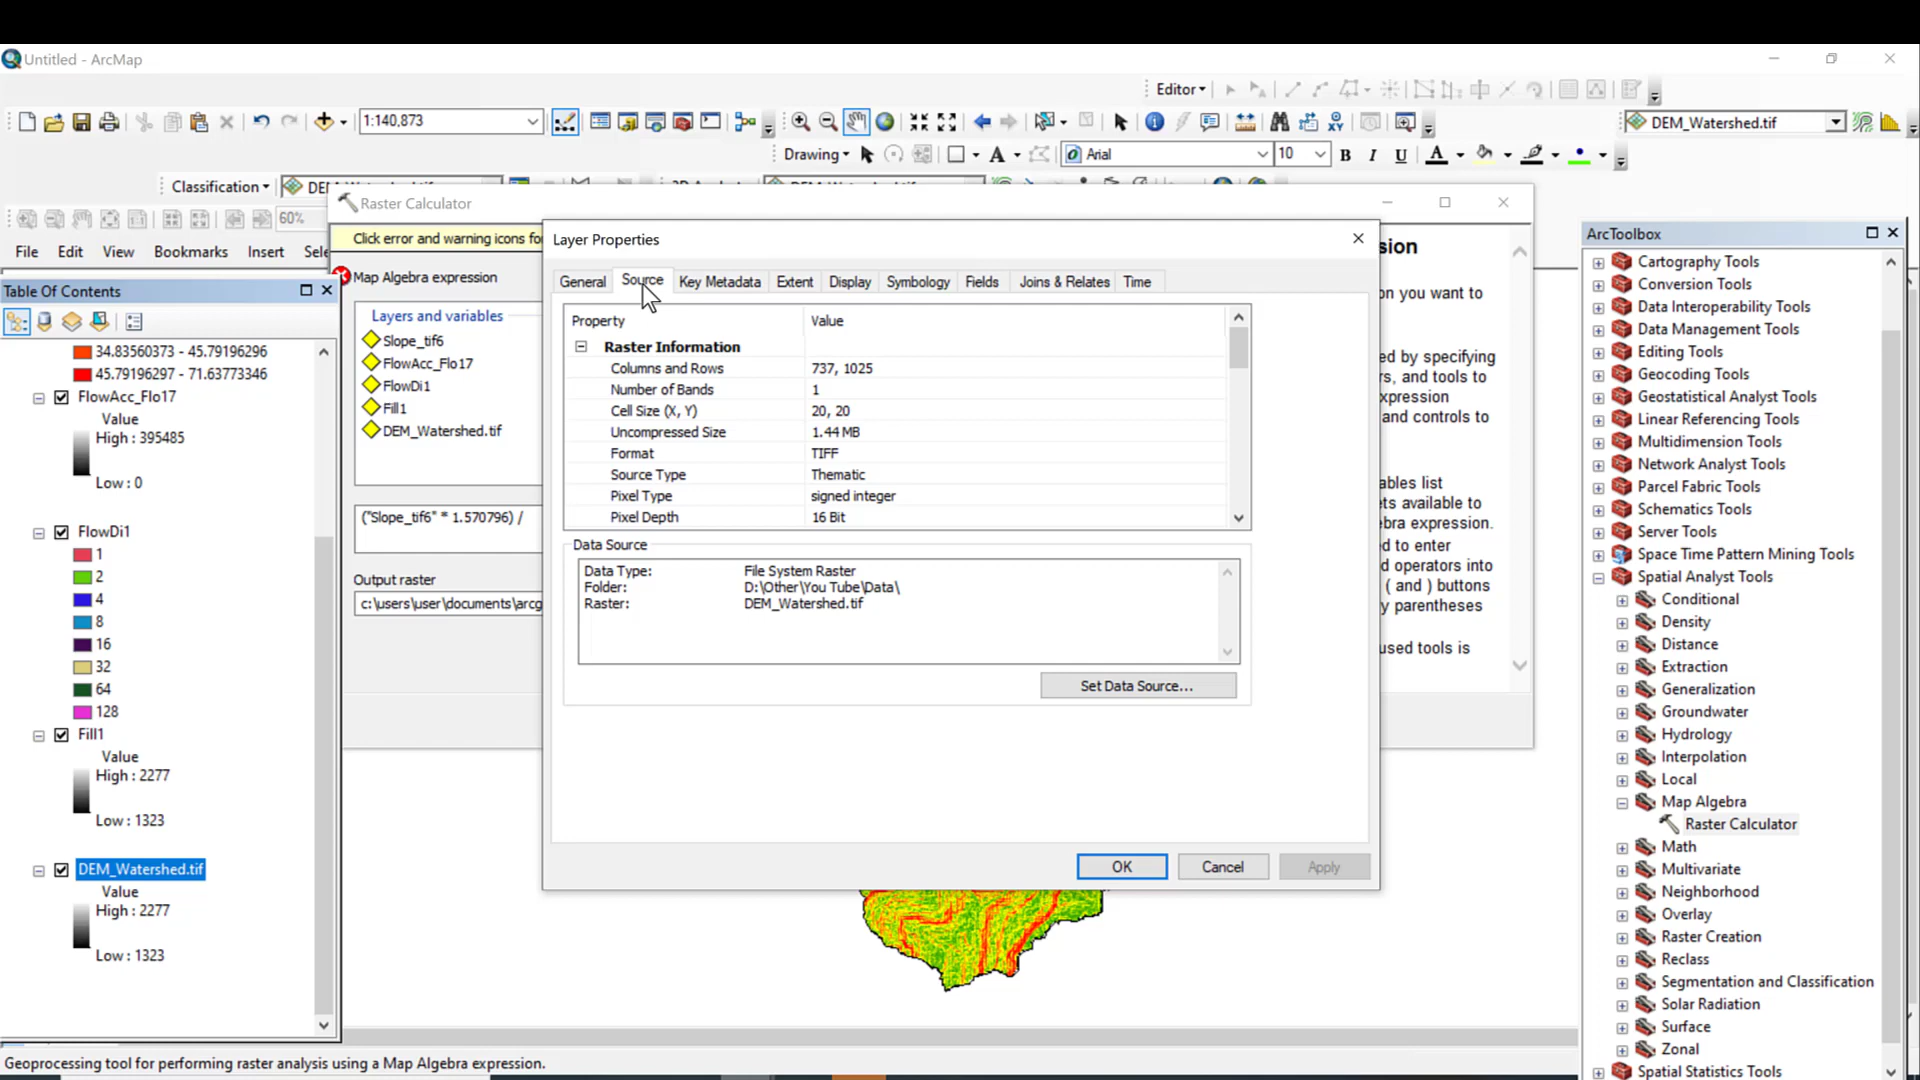 Untitled - ArcMap
Editor
1:140,873
DEM_Watershed.tif
Drawing
Arial
10
B I U A
Classification
60%
Raster Calculator
File Edit View Bookmarks Insert
Click error and warning icons fo
Layer Properties
sion
ArcToolbox
Map Algebra expression
General Source Key Metadata Extent Display Symbology Fields Joins & Relates Time
on you want to
Table Of Contents
Layers and variables
Slope_tif6
FlowAcc_Flo17
FlowDi1
Fill1
DEM_Watershed.tif
("Slope_tif6" * 1.570796) /
Output raster
c:\users\user\documents\arcg
Property Value
Raster Information
Columns and Rows 737, 1025
Number of Bands 1
Cell Size (X, Y) 20, 20
Uncompressed Size 1.44 MB
Format TIFF
Source Type Thematic
Pixel Type signed integer
Pixel Depth 16 Bit
Data Source
Data Type: File System Raster
Folder: D:\Other\You Tube\Data\
Raster: DEM_Watershed.tif
Set Data Source...
OK Cancel Apply
ed by specifying
rs, and tools to
xpression
and controls to
ables list
ets available to
ebra expression.
ed to enter
d operators into
( and ) buttons
y parentheses
used tools is
34.83560373 - 45.79196296
45.79196297 - 71.63773346
FlowAcc_Flo17
Value
High : 395485
Low : 0
FlowDi1
1
2
4
8
16
32
64
128
Fill1
Value
High : 2277
Low : 1323
DEM_Watershed.tif
Value
High : 2277
Low : 1323
Cartography Tools
Conversion Tools
Data Interoperability Tools
Data Management Tools
Editing Tools
Geocoding Tools
Geostatistical Analyst Tools
Linear Referencing Tools
Multidimension Tools
Network Analyst Tools
Parcel Fabric Tools
Schematics Tools
Server Tools
Space Time Pattern Mining Tools
Spatial Analyst Tools
Conditional
Density
Distance
Extraction
Generalization
Groundwater
Hydrology
Interpolation
Local
Map Algebra
Raster Calculator
Math
Multivariate
Neighborhood
Overlay
Raster Creation
Reclass
Segmentation and Classification
Solar Radiation
Surface
Zonal
Spatial Statistics Tools
Geoprocessing tool for performing raster analysis using a Map Algebra expression.